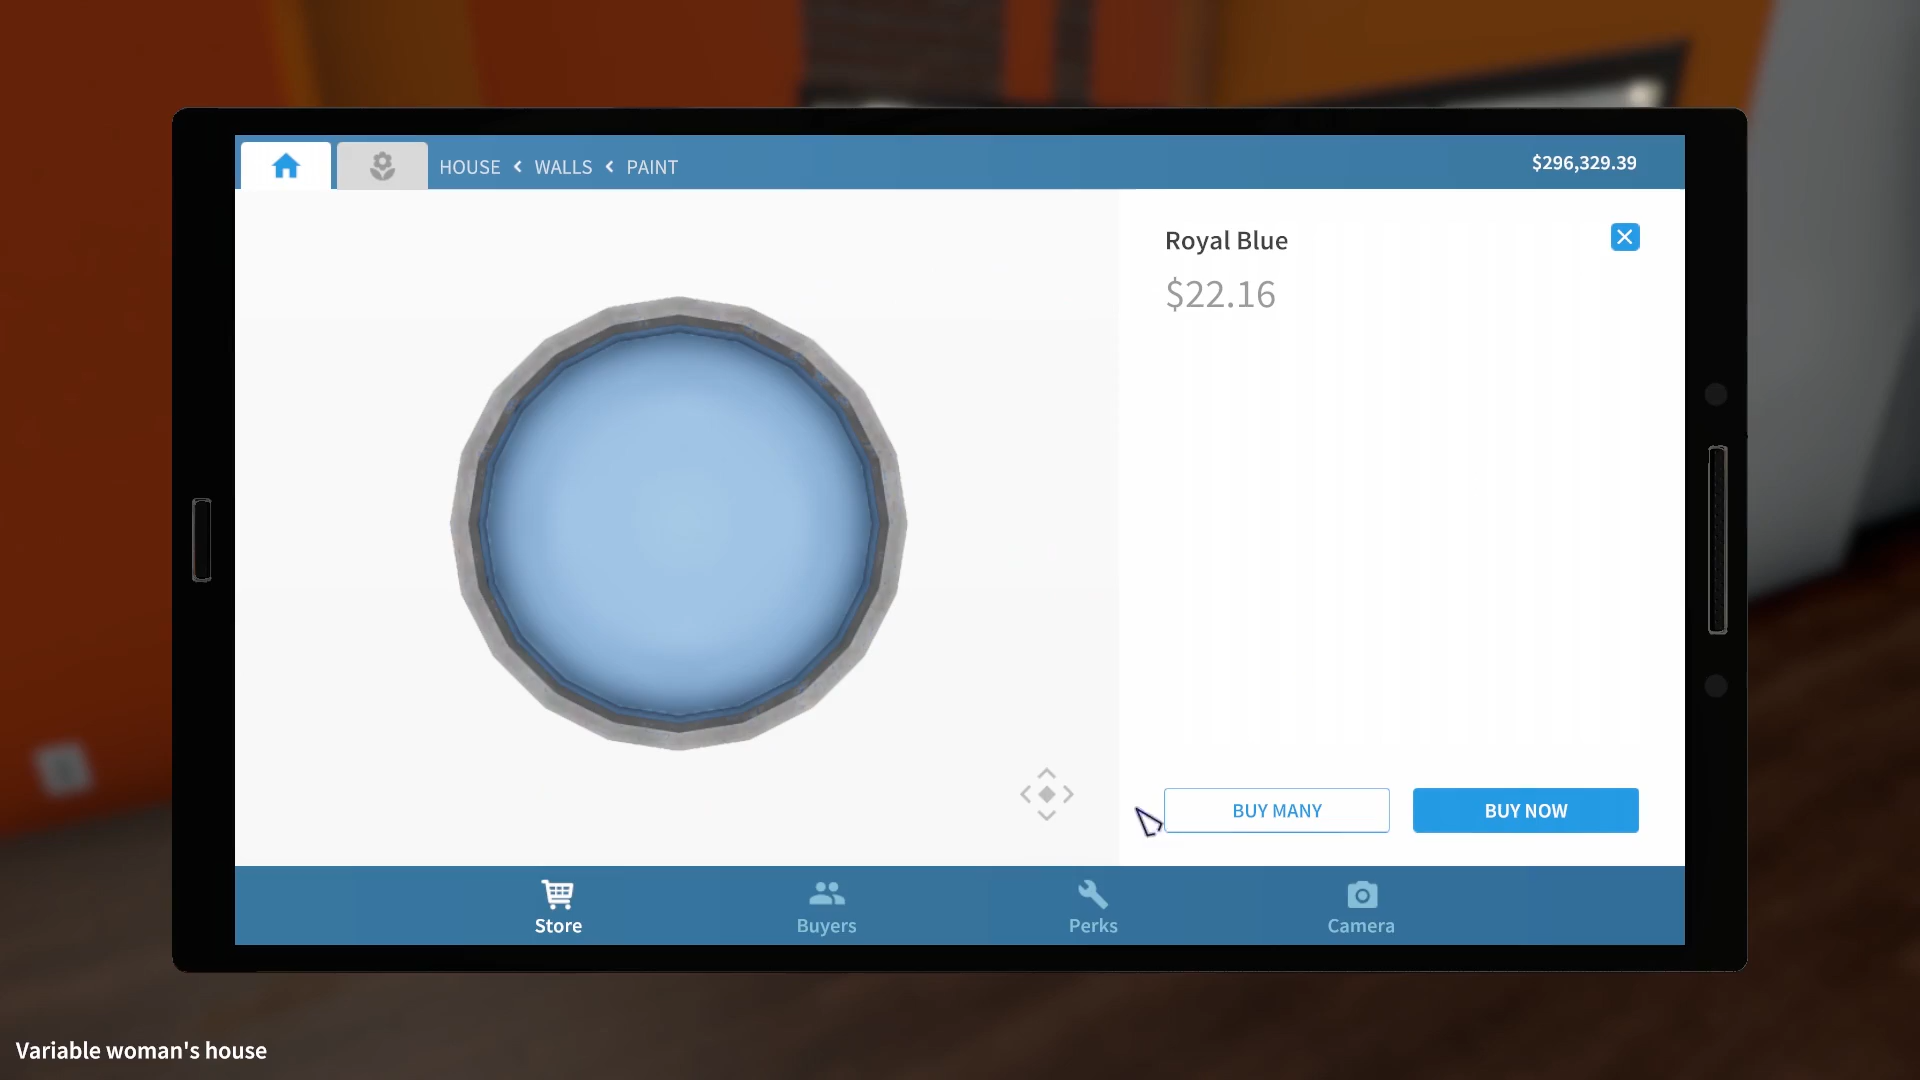 HOUSE < WALLS < PAINT
$296,329.39
Royal Blue
$22.16
BUY MANY
BUY NOW
Store
Buyers
Perks
Camera
Variable woman's house